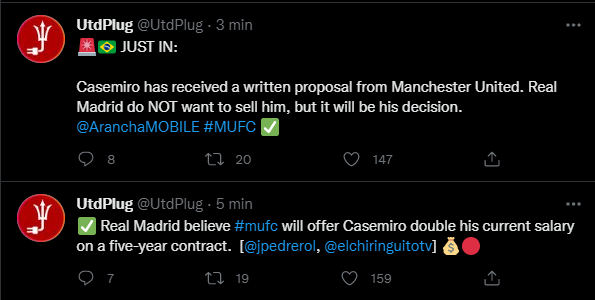 UtdPlug @UtdPlug · 3 min
🚨🇧🇷 JUST IN:
Casemiro has received a written proposal from Manchester United. Real
Madrid do NOT want to sell him, but it will be his decision.
@AranchaMOBILE #MUFC ✅
8 20 147
UtdPlug @UtdPlug · 5 min
✅ Real Madrid believe #mufc will offer Casemiro double his current salary
on a five-year contract. [@jpedrerol, @elchiringuitotv] 💰🔴
7 19 159